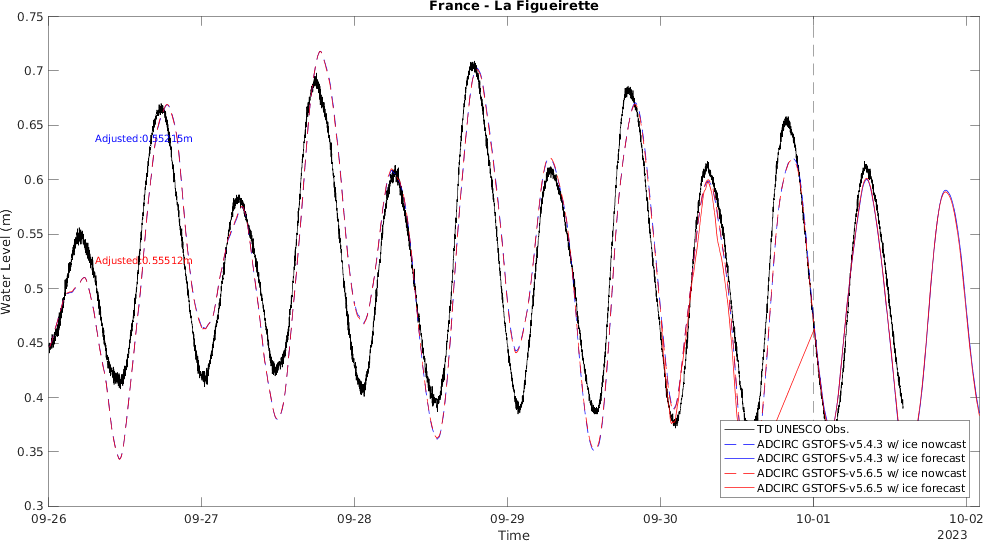 France - La Figueirette
0.75
0.7
0.65
0.6
0.55
0.5
0.45
0.4
0.35
0.3
Water Level (m)
Adjusted:0.55215m
Adjusted:0.55512m
TD UNESCO Obs.
ADCIRC GSTOFS-v5.4.3 w/ ice nowcast
ADCIRC GSTOFS-v5.4.3 w/ ice forecast
ADCIRC GSTOFS-v5.6.5 w/ ice nowcast
ADCIRC GSTOFS-v5.6.5 w/ ice forecast
09-26 09-27 09-28 09-29 09-30 10-01 10-02
Time 2023